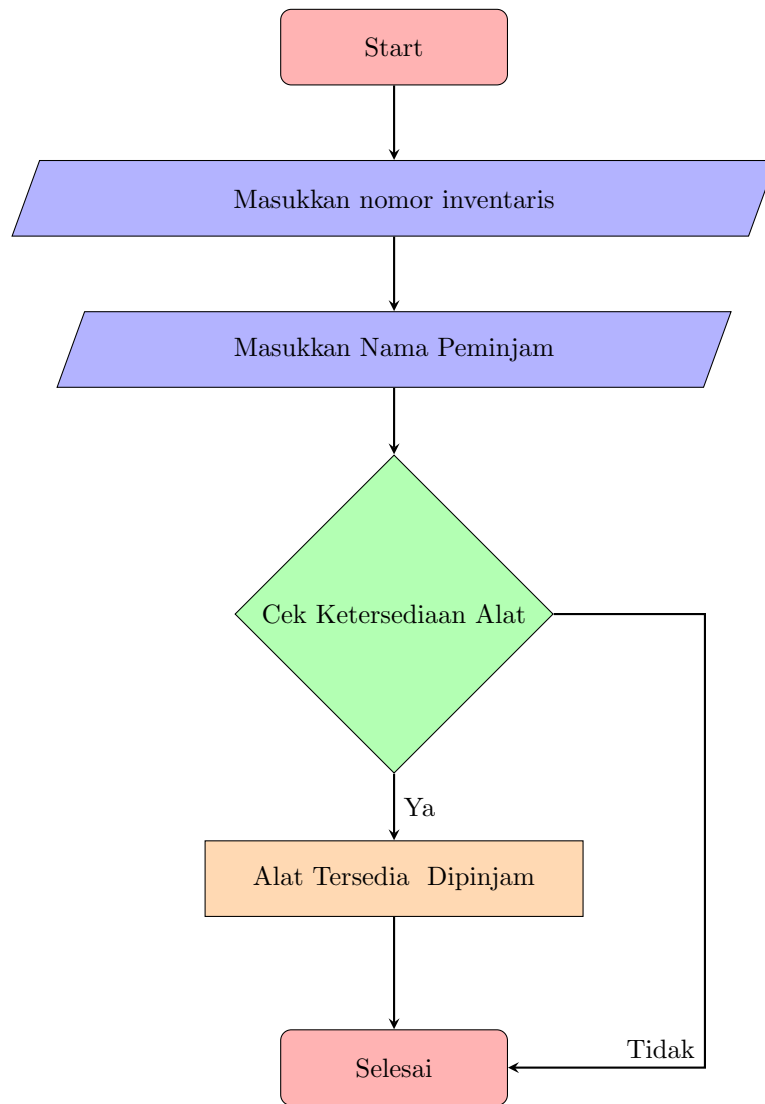 Start
Masukkan nomor inventaris
Masukkan Nama Peminjam
Cek Ketersediaan Alat
Ya
Alat Tersedia  Dipinjam
Tidak
Selesai